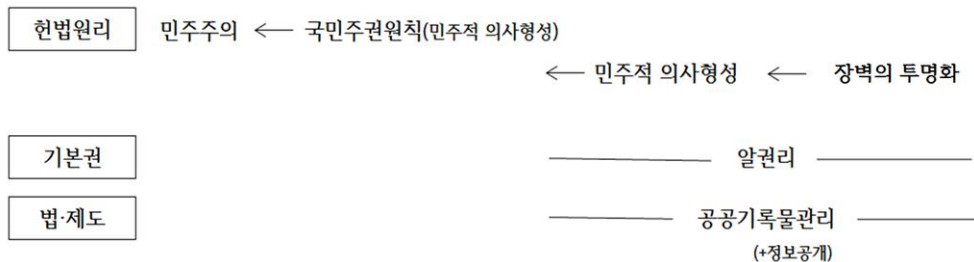 헌법원리 민주주의 ← 국민주권원칙(민주적 의사형성)
← 민주적 의사형성 ← 장벽의 투명화
기본권 알권리
법·제도 공공기록물관리
(+정보공개)